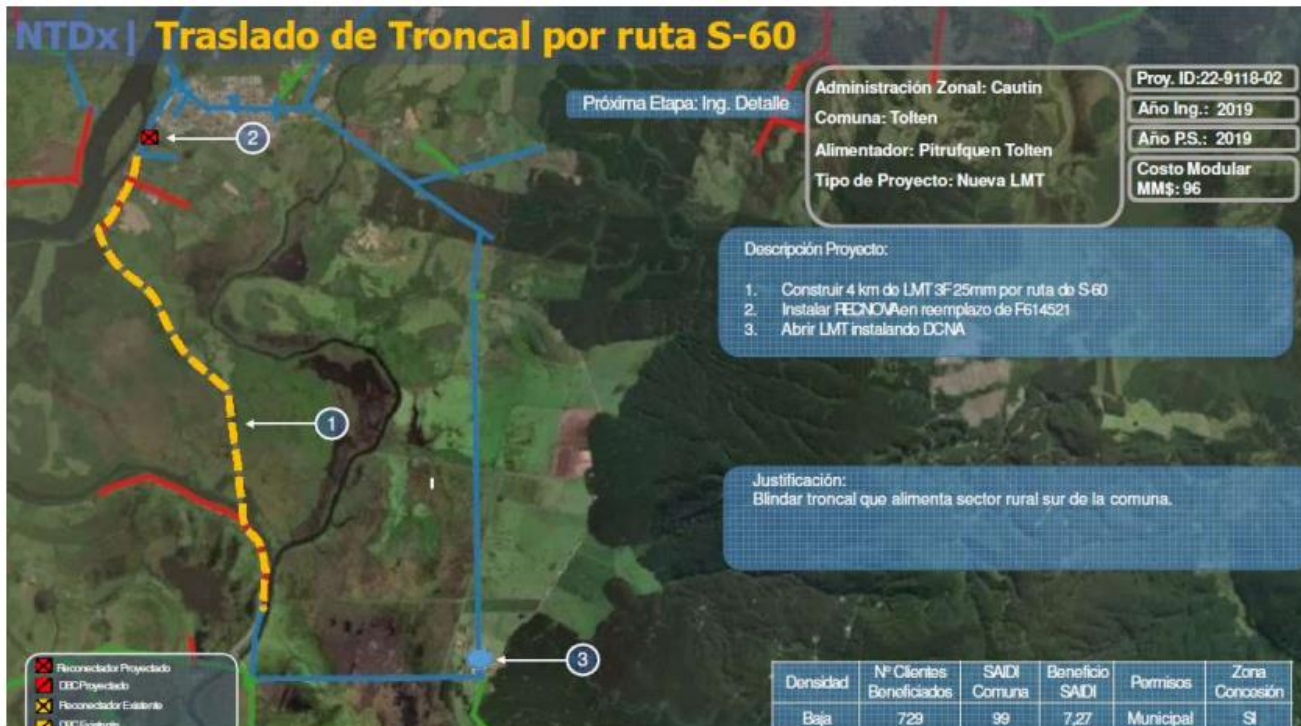 NTDx| Traslado de Troncal por ruta S-60
Próxima Etapa: Ing. Detalle
Administración Zonal: Cautin
Comuna: Tolten
Alimentador: Pitrufquen Tolten
Tipo de Proyecto: Nueva LMT
Proy. ID:22-9118-02
Año Ing.: 2019
Año P.S.: 2019
Costo Modular
MM$: 96
2
Descripción Proyecto:
1. Construir 4 km de LMT 3F 25mm por ruta de S-60
2. Instalar RECNOVA en reemplazo de F614521
3. Abrir LMT instalando DCNA
1
Justificación:
Blindar troncal que alimenta sector rural sur de la comuna.
3
Reconectador Proyectado
DBC Proyectado
Reconectador Existente
DBC Existente
Densidad Nº Clientes Beneficiados SAIDI Comuna Beneficio SAIDI Permisos Zona Concesión
Baja 729 99 7,27 Municipal SI